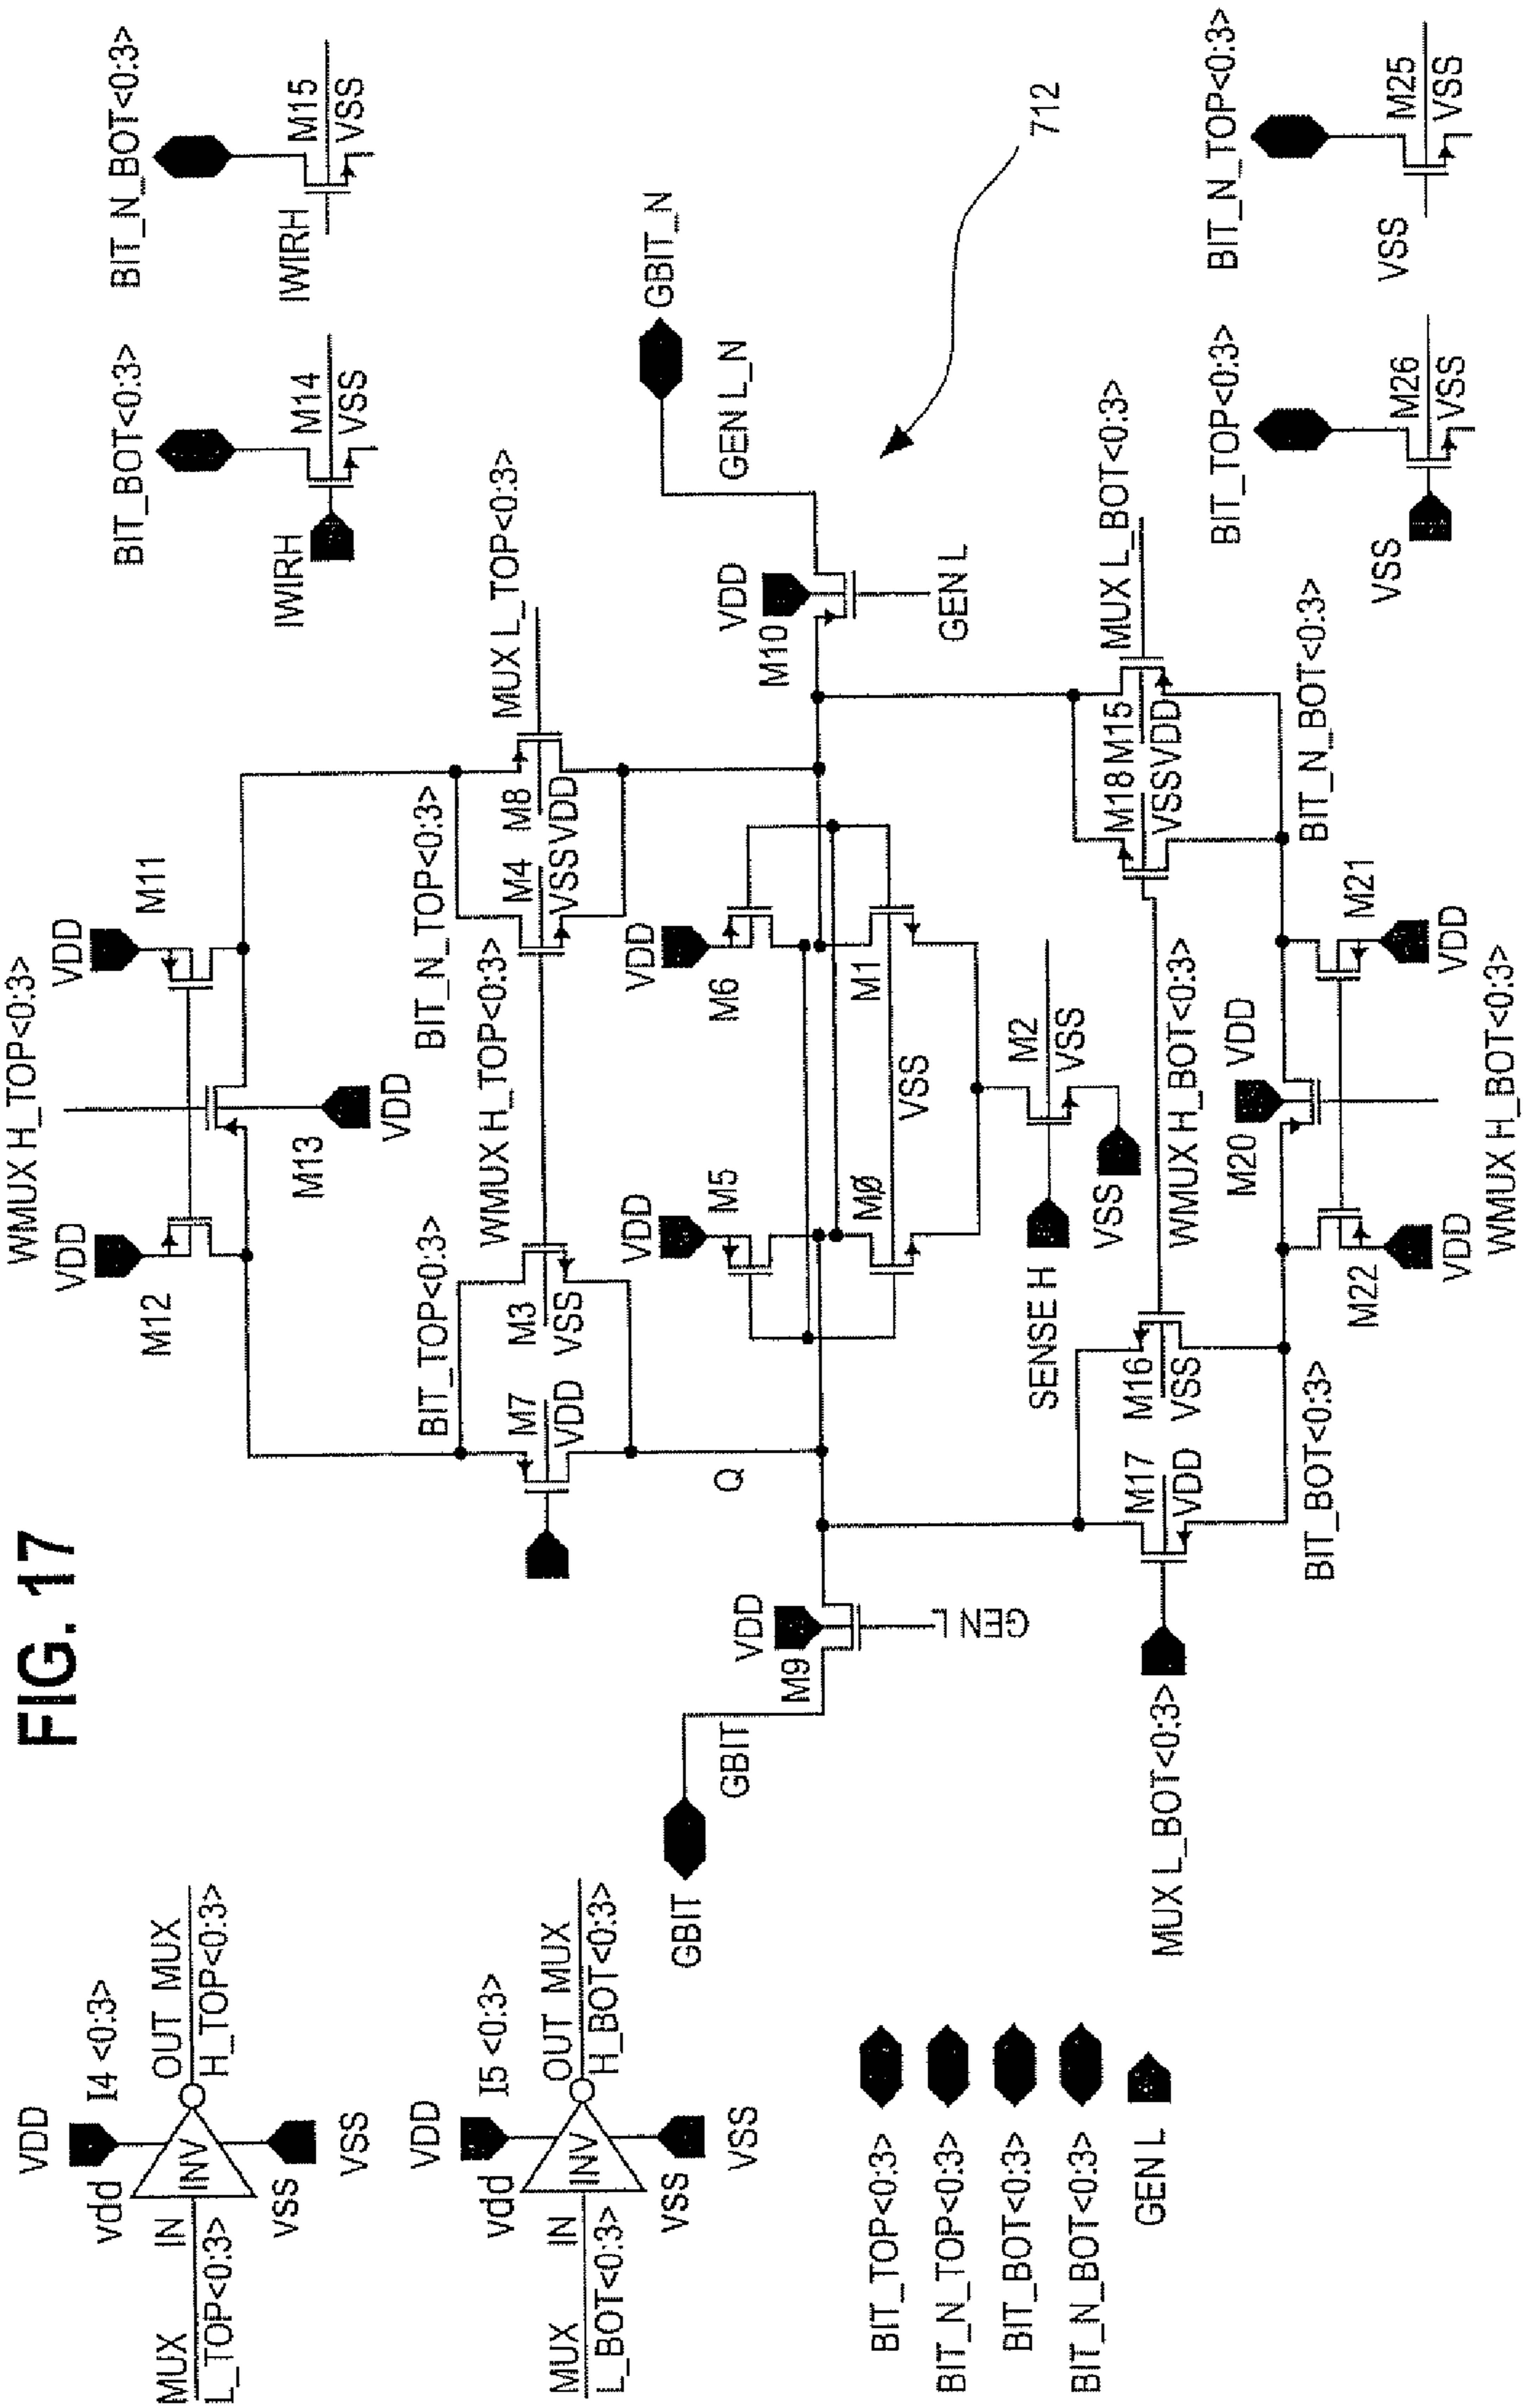 FIG. 17
WMUX H_TOP<0:3>
VDD
M12
VDD
M11
M13
VDD
BIT_BOT<0:3>
IWIRH
M14
VSS
BIT_N_BOT<0:3>
IWIRH
M15
VSS
VDD
I4 <0:3>
vdd
IN
INV
MUX
L_TOP<0:3>
OUT MUX
H_TOP<0:3>
VSS
VSS
VDD
I5 <0:3>
vdd
IN
INV
MUX
L_BOT<0:3>
OUT MUX
H_BOT<0:3>
VSS
VSS
BIT_TOP<0:3>
M7
VDD
M3
VSS
WMUX H_TOP<0:3>
BIT_N_TOP<0:3>
M4
M8
VSSVDD
MUX L_TOP<0:3>
Q
VDD
M5
VDD
M6
MØ
M1
VSS
GBIT
GBIT
M9
VDD
GEN L
GBIT_N
GEN L_N
VDD
M10
GEN L
712
SENSE H
M2
VSS
VSS
MUX L_BOT<0:3>
M17
VDD
M16
VSS
WMUX H_BOT<0:3>
M18
M15
VSSVDD
MUX L_BOT<0:3>
BIT_BOT<0:3>
BIT_N_BOT<0:3>
M20
VDD
M22
VDD
M21
VDD
WMUX H_BOT<0:3>
BIT_TOP<0:3>
VSS
M26
VSS
BIT_N_TOP<0:3>
VSS
M25
VSS
BIT_TOP<0:3>
BIT_N_TOP<0:3>
BIT_BOT<0:3>
BIT_N_BOT<0:3>
GEN L